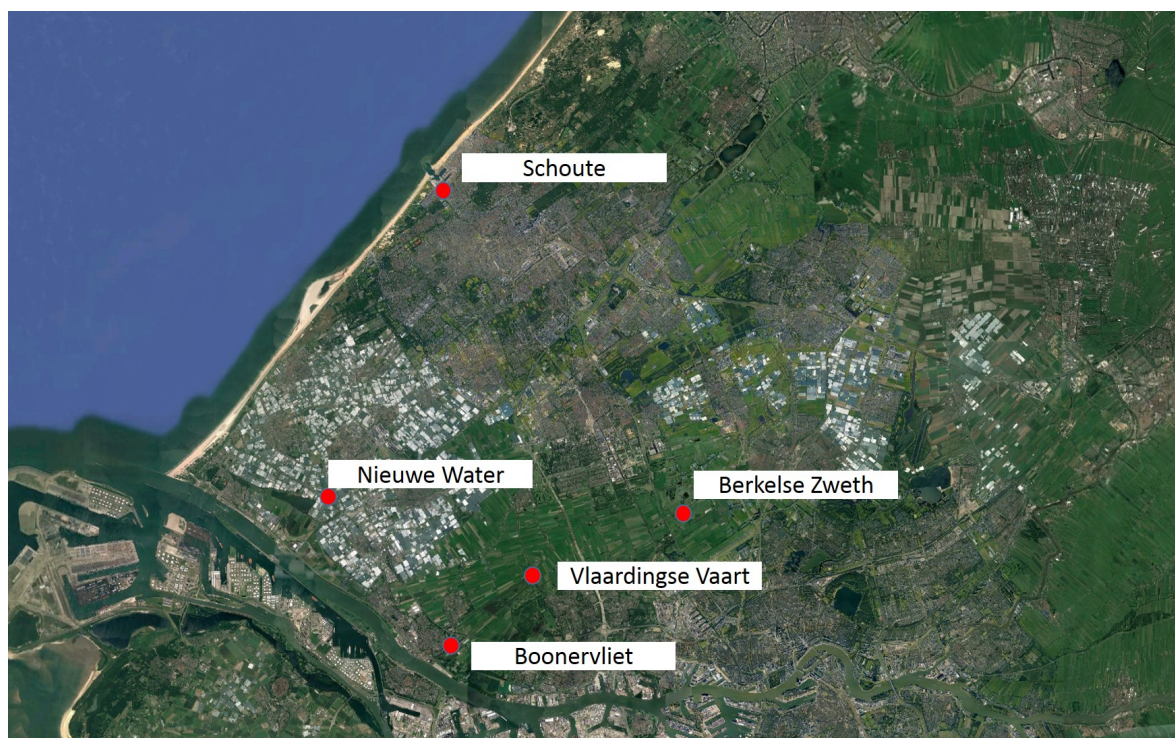 Schoute
Nieuwe Water
Berkelse Zweth
Vlaardingse Vaart
Boonervliet